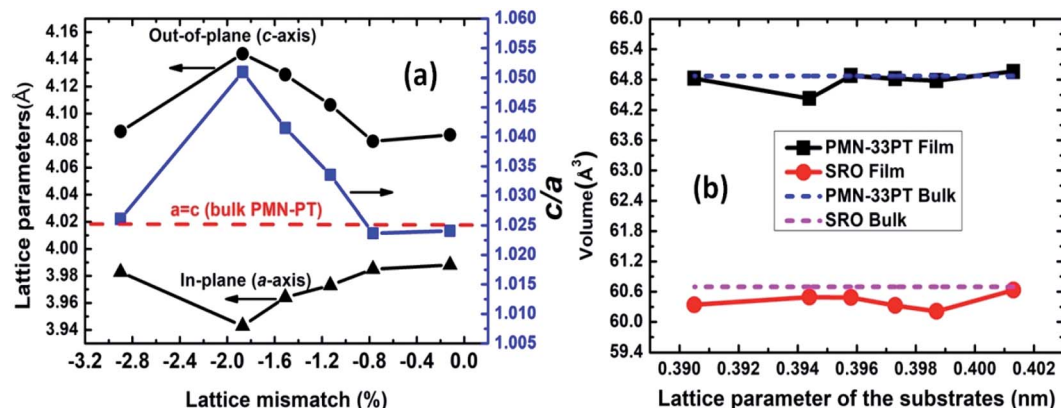 (a)
Out-of-plane (c-axis)
a=c (bulk PMN-PT)
In-plane (a-axis)
Lattice parameters(Å)
4.16
4.14
4.12
4.10
4.08
4.06
4.04
4.02
4.00
3.98
3.96
3.94
1.060
1.055
1.050
1.045
1.040
1.035
1.030
1.025
1.020
1.015
1.010
1.005
c/a
-3.2 -2.8 -2.4 -2.0 -1.6 -1.2 -0.8 -0.4 0.0
Lattice mismatch (%)
(b)
Volume(Å³)
66.0
65.4
64.8
64.2
63.6
63.0
62.4
61.8
61.2
60.6
60.0
59.4
PMN-33PT Film
SRO Film
PMN-33PT Bulk
SRO Bulk
0.390 0.392 0.394 0.396 0.398 0.400 0.402
Lattice parameter of the substrates (nm)